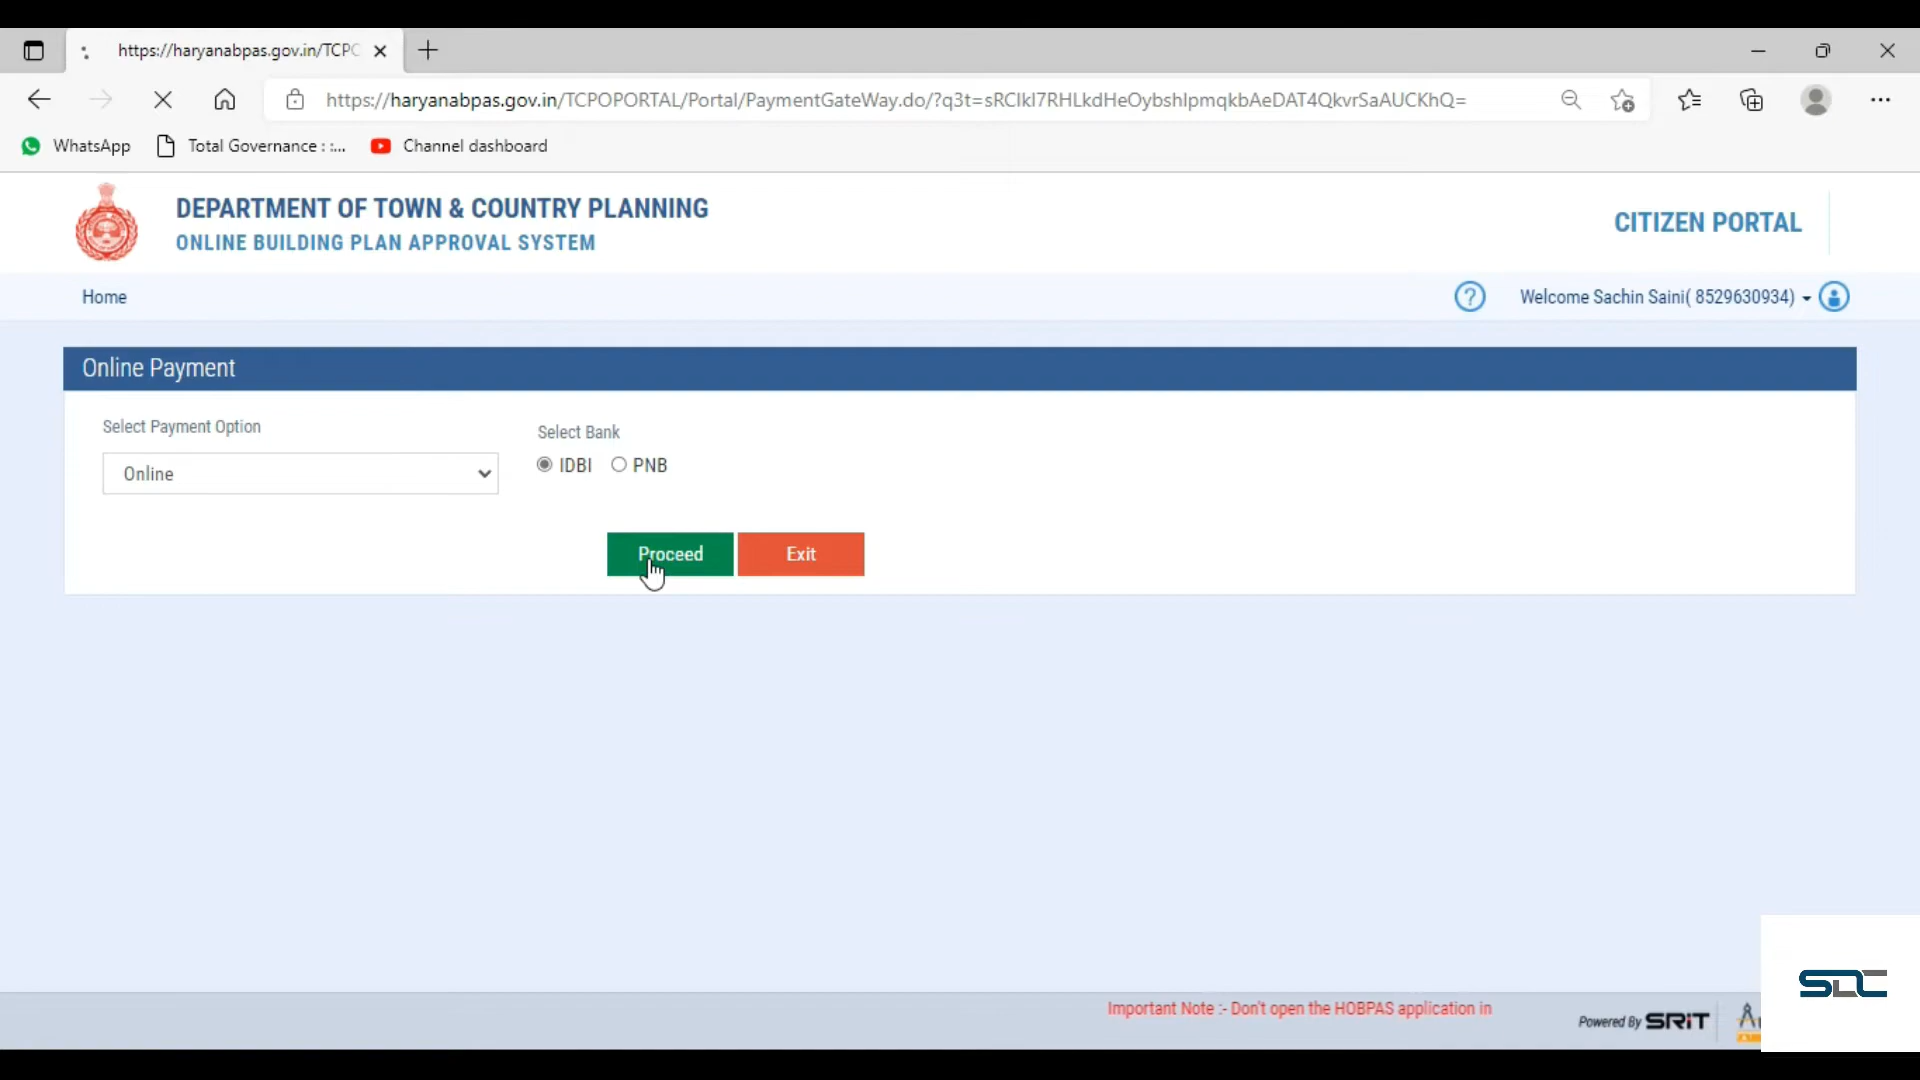 https://haryanabpas.gov.in/TCPC
https://haryanabpas.gov.in/TCPOPORTAL/Portal/PaymentGateWay.do/?q3t=sRCIkI7RHLkdHeOybshIpmqkbAeDAT4QkvrSaAUCKhQ=
WhatsApp Total Governance : :... Channel dashboard
DEPARTMENT OF TOWN & COUNTRY PLANNING
ONLINE BUILDING PLAN APPROVAL SYSTEM
CITIZEN PORTAL
Home
Welcome Sachin Saini( 8529630934)
Online Payment
Select Payment Option
Select Bank
Online
IDBI PNB
Proceed Exit
Important Note :- Don't open the HOBPAS application in
Powered By SRIT
SDC